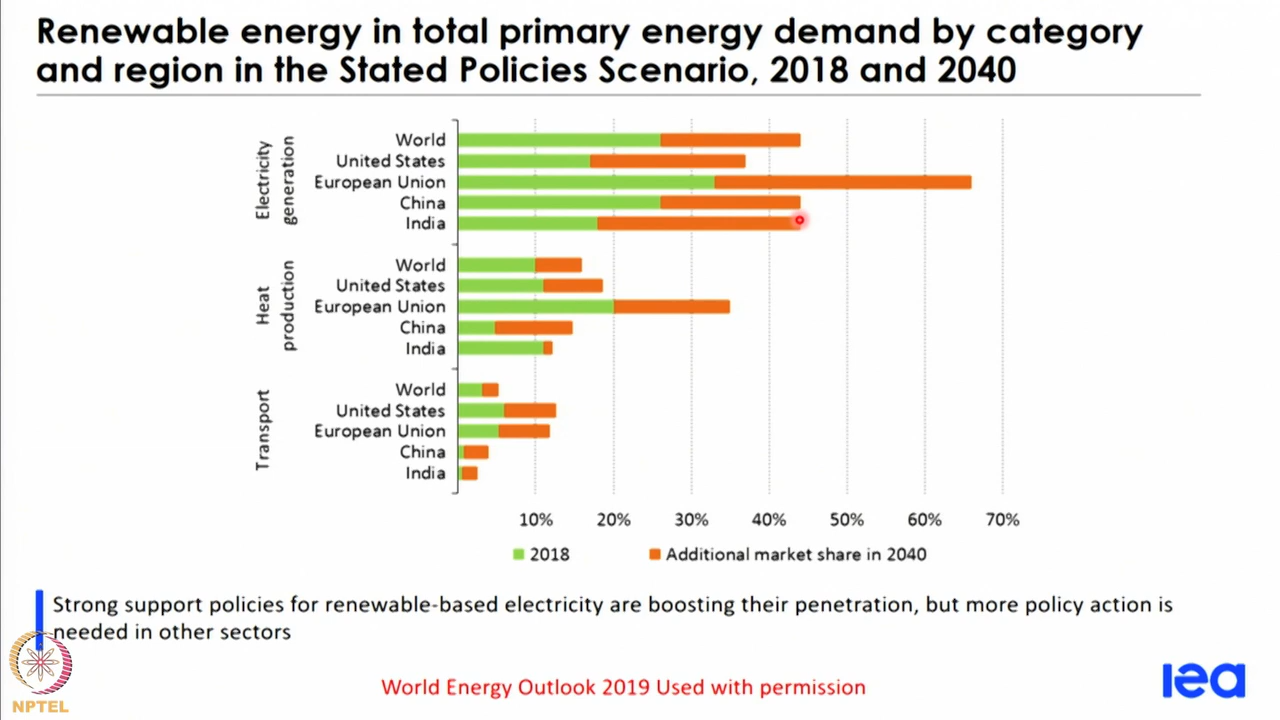 Renewable energy in total primary energy demand by category
and region in the Stated Policies Scenario, 2018 and 2040
Electricity
generation
World
United States
European Union
China
India
Heat
production
World
United States
European Union
China
India
Transport
World
United States
European Union
China
India
10% 20% 30% 40% 50% 60% 70%
2018 Additional market share in 2040
Strong support policies for renewable-based electricity are boosting their penetration, but more policy action is
needed in other sectors
World Energy Outlook 2019 Used with permission
iea
NPTEL